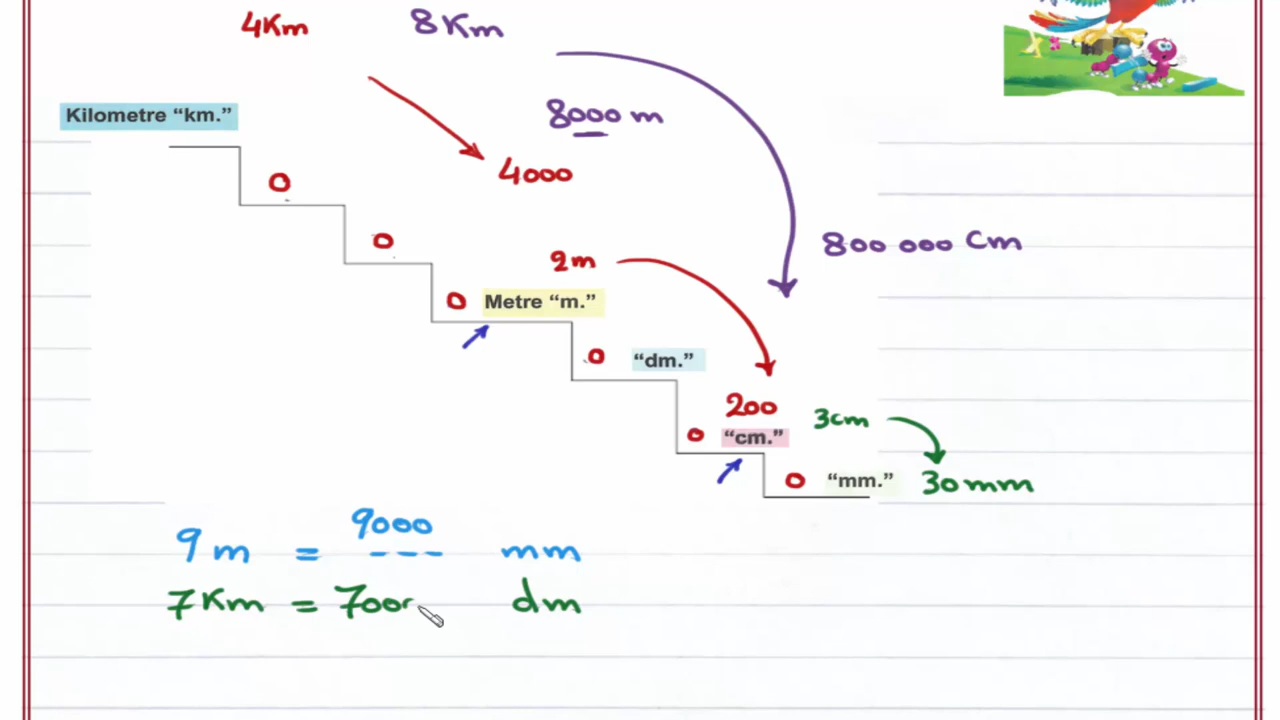 4Km 8Km
Kilometre “km.” 8000 m
4000
0
0 800 000 Cm
2m
0 Metre “m.”
0 “dm.”
200 3cm
0 “cm.”
0 “mm.” 30mm
9m = 9000 mm
7Km = 700 dm